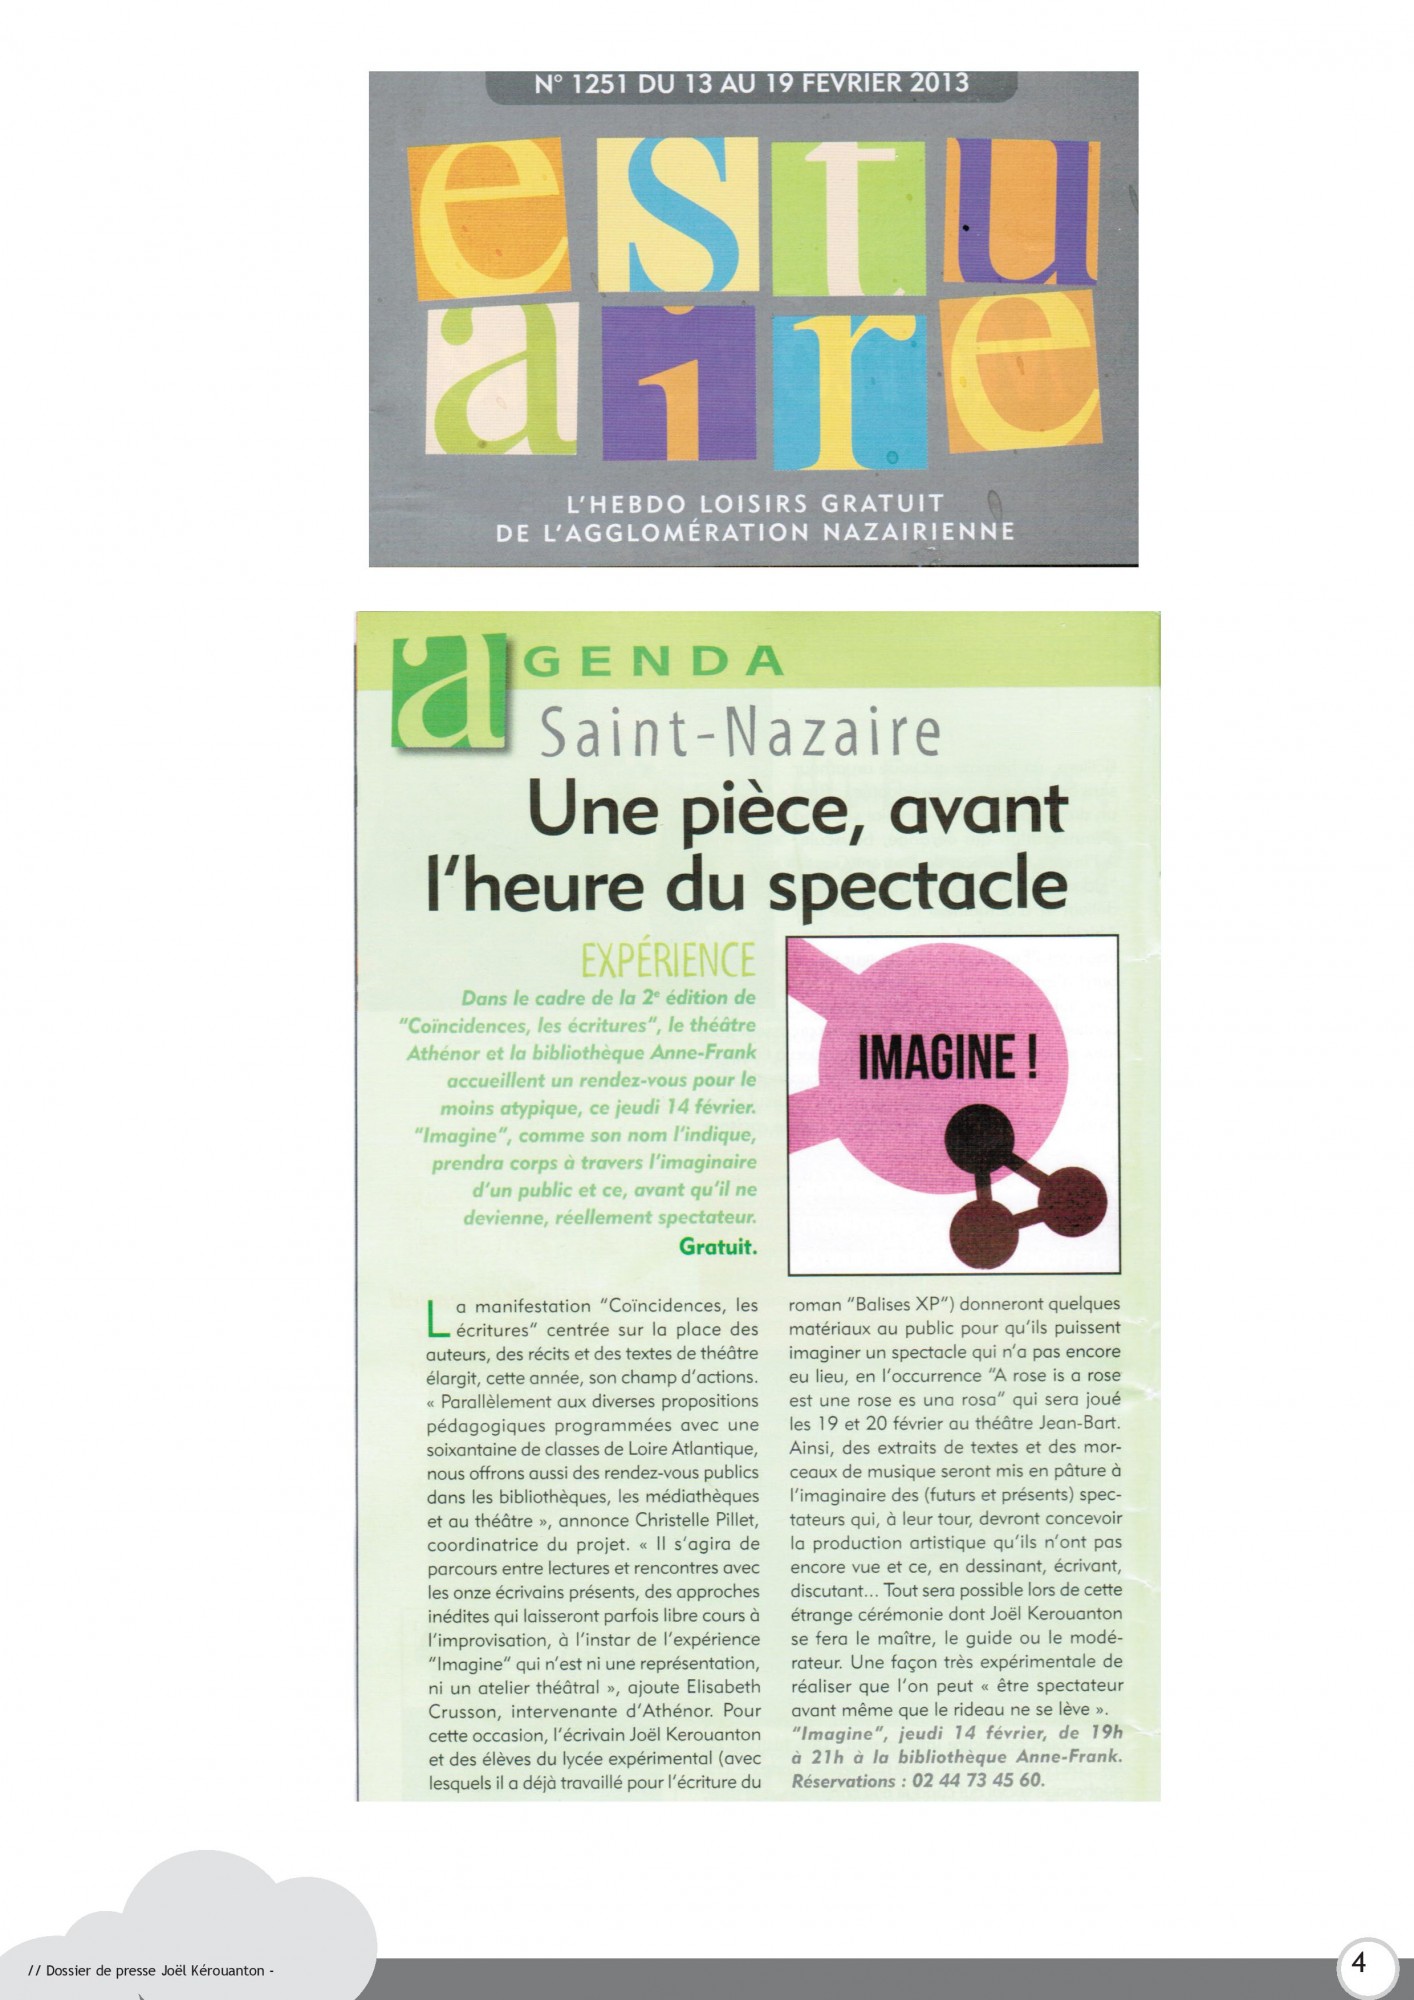 N° 1251 DU 13 AU 19 FEVRIER 2013
estu
aire
L'HEBDO LOISIRS GRATUIT
DE L'AGGLOMÉRATION NAZAIRIENNE
aGENDA
Saint-Nazaire
Une pièce, avant
l'heure du spectacle
EXPÉRIENCE
Dans le cadre de la 2e édition de
"Coïncidences, les écritures", le théâtre
Athénor et la bibliothèque Anne-Frank
accueillent un rendez-vous pour le
moins atypique, ce jeudi 14 février.
"Imagine", comme son nom l'indique,
prendra corps à travers l'imaginaire
d'un public et ce, avant qu'il ne
devienne, réellement spectateur.
Gratuit.
IMAGINE !
La manifestation "Coïncidences, les
écritures" centrée sur la place des
auteurs, des récits et des textes de théâtre
élargit, cette année, son champ d'actions.
« Parallèlement aux diverses propositions
pédagogiques programmées avec une
soixantaine de classes de Loire Atlantique,
nous offrons aussi des rendez-vous publics
dans les bibliothèques, les médiathèques
et au théâtre », annonce Christelle Pillet,
coordinatrice du projet. « Il s'agira de
parcours entre lectures et rencontres avec
les onze écrivains présents, des approches
inédites qui laisseront parfois libre cours à
l'improvisation, à l'instar de l'expérience
"Imagine" qui n'est ni une représentation,
ni un atelier théâtral », ajoute Elisabeth
Crusson, intervenante d'Athénor. Pour
cette occasion, l'écrivain Joël Kerouanton
et des élèves du lycée expérimental (avec
lesquels il a déjà travaillé pour l'écriture du
roman "Balises XP") donneront quelques
matériaux au public pour qu'ils puissent
imaginer un spectacle qui n'a pas encore
eu lieu, en l'occurrence "A rose is a rose
est une rose es una rosa" qui sera joué
les 19 et 20 février au théâtre Jean-Bart.
Ainsi, des extraits de textes et des mor-
ceaux de musique seront mis en pâture à
l'imaginaire des (futurs et présents) spec-
tateurs qui, à leur tour, devront concevoir
la production artistique qu'ils n'ont pas
encore vue et ce, en dessinant, écrivant,
discutant... Tout sera possible lors de cette
étrange cérémonie dont Joël Kerouanton
se fera le maître, le guide ou le modé-
rateur. Une façon très expérimentale de
réaliser que l'on peut « être spectateur
avant même que le rideau ne se lève ».
"Imagine", jeudi 14 février, de 19h
à 21h à la bibliothèque Anne-Frank.
Réservations : 02 44 73 45 60.
// Dossier de presse Joël Kérouanton -
4